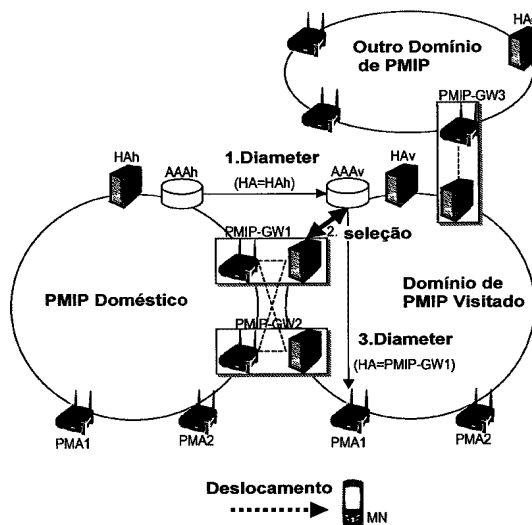 Outro Domínio
de PMIP
HA
PMIP-GW3
HAh
AAAh
1.Diameter
(HA=HAh)
AAAv
HAv
PMIP-GW1
2.
seleção
PMIP Doméstico
Domínio de
PMIP Visitado
PMIP-GW2
3.Diameter
(HA=PMIP-GW1)
PMA1
PMA2
PMA1
PMA2
Deslocamento
MN